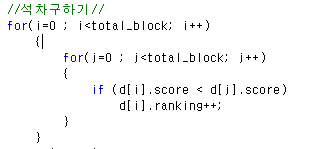 //석차구하기//
for(i=0 ; i<total_block; i++)
{
for(j=0 ; j<total_block; j++)
{
if (d[i].score < d[j].score)
d[i].ranking++;
}
}